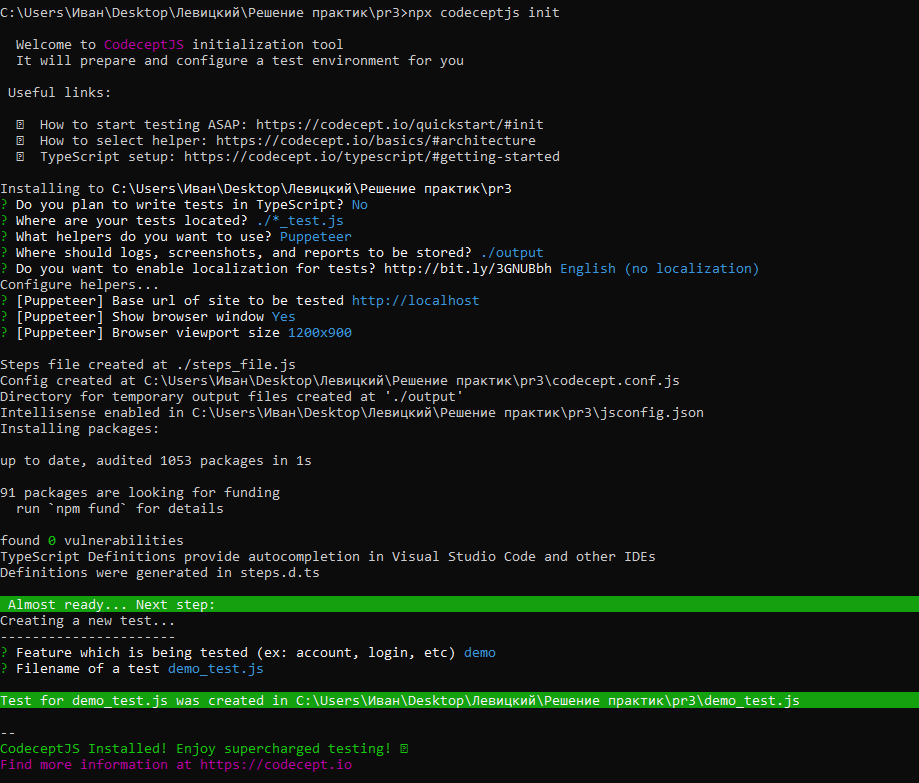 C:\Users\Иван\Desktop\Левицкий\Решение практик\pr3>npx codeceptjs init
Welcome to CodeceptJS initialization tool
It will prepare and configure a test environment for you
Useful links:
How to start testing ASAP: https://codecept.io/quickstart/#init
How to select helper: https://codecept.io/basics/#architecture
TypeScript setup: https://codecept.io/typescript/#getting-started
Installing to C:\Users\Иван\Desktop\Левицкий\Решение практик\pr3
? Do you plan to write tests in TypeScript? No
? Where are your tests located? ./*_test.js
? What helpers do you want to use? Puppeteer
? Where should logs, screenshots, and reports to be stored? ./output
? Do you want to enable localization for tests? http://bit.ly/3GNUBbh English (no localization)
Configure helpers...
? [Puppeteer] Base url of site to be tested http://localhost
? [Puppeteer] Show browser window Yes
? [Puppeteer] Browser viewport size 1200x900
Steps file created at ./steps_file.js
Config created at C:\Users\Иван\Desktop\Левицкий\Решение практик\pr3\codecept.conf.js
Directory for temporary output files created at './output'
Intellisense enabled in C:\Users\Иван\Desktop\Левицкий\Решение практик\pr3\jsconfig.json
Installing packages:
up to date, audited 1053 packages in 1s
91 packages are looking for funding
run `npm fund` for details
found 0 vulnerabilities
TypeScript Definitions provide autocompletion in Visual Studio Code and other IDEs
Definitions were generated in steps.d.ts
Almost ready... Next step:
Creating a new test...
----------------------
? Feature which is being tested (ex: account, login, etc) demo
? Filename of a test demo_test.js
Test for demo_test.js was created in C:\Users\Иван\Desktop\Левицкий\Решение практик\pr3\demo_test.js
--
CodeceptJS Installed! Enjoy supercharged testing!
Find more information at https://codecept.io